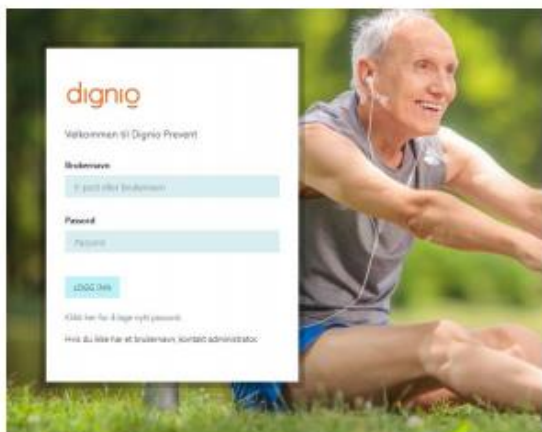 dignio
Velkommen til Dignio Prevent
Brukernavn
E-post eller brukernavn
Passord
Passord
LOGG INN
Klikk her for å lage nytt passord.
Hvis du ikke har et brukernavn, kontakt administrator.